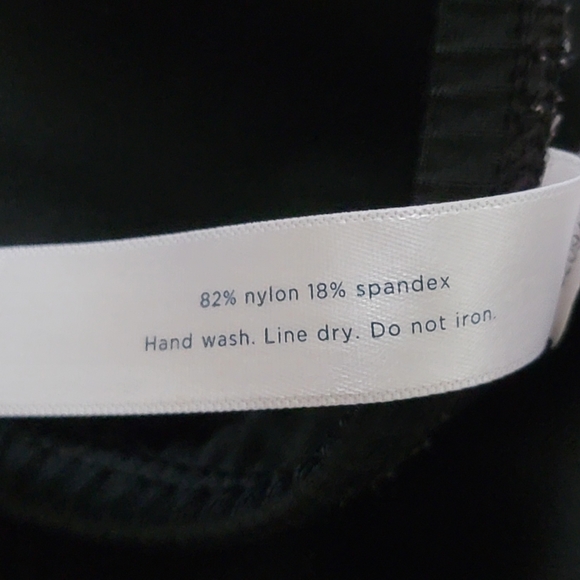 82% nylon 18% spandex
Hand wash. Line dry. Do not iron.